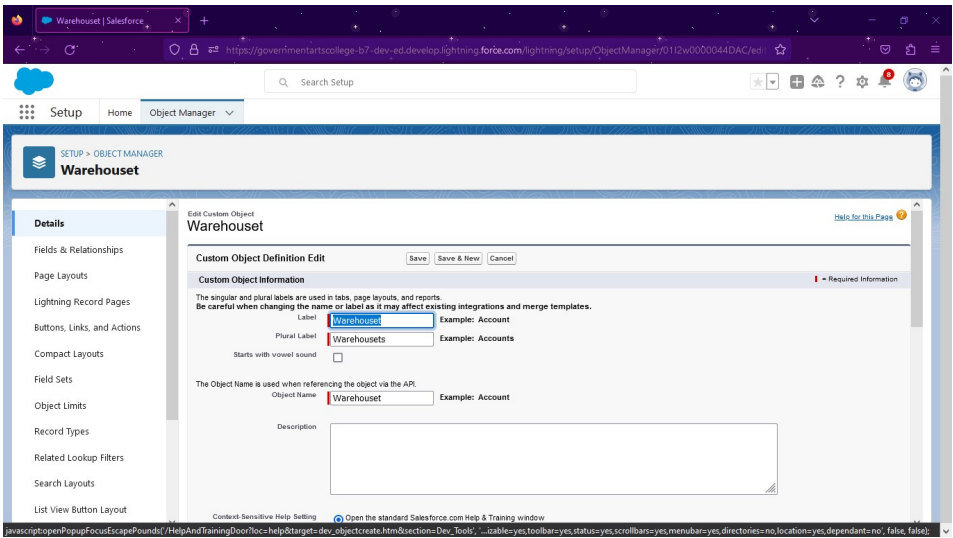 Warehouset | Salesforce
https://governmentartscollege-b7-dev-ed.develop.lightning.force.com/lightning/setup/ObjectManager/01I2w0000044DAC/edit
Search Setup
8
Setup
Home
Object Manager
SETUP > OBJECT MANAGER
Warehouset
Details
Fields & Relationships
Page Layouts
Lightning Record Pages
Buttons, Links, and Actions
Compact Layouts
Field Sets
Object Limits
Record Types
Related Lookup Filters
Search Layouts
List View Button Layout
Edit Custom Object
Warehouset
Help for this Page
Custom Object Definition Edit Save Save & New Cancel
Custom Object Information = Required Information
The singular and plural labels are used in tabs, page layouts, and reports.
Be careful when changing the name or label as it may affect existing integrations and merge templates.
Label Warehouset Example: Account
Plural Label Warehousets Example: Accounts
Starts with vowel sound
The Object Name is used when referencing the object via the API.
Object Name Warehouset Example: Account
Description
Context-Sensitive Help Setting Open the standard Salesforce.com Help & Training window
javascript:openPopupFocusEscapePounds('/HelpAndTrainingDoor?loc=help&target=dev_objectcreate.htm&section=Dev_Tools', '...izable=yes,toolbar=yes,status=yes,scrollbars=yes,menubar=yes,directories=no,location=yes,dependant=no', false, false);